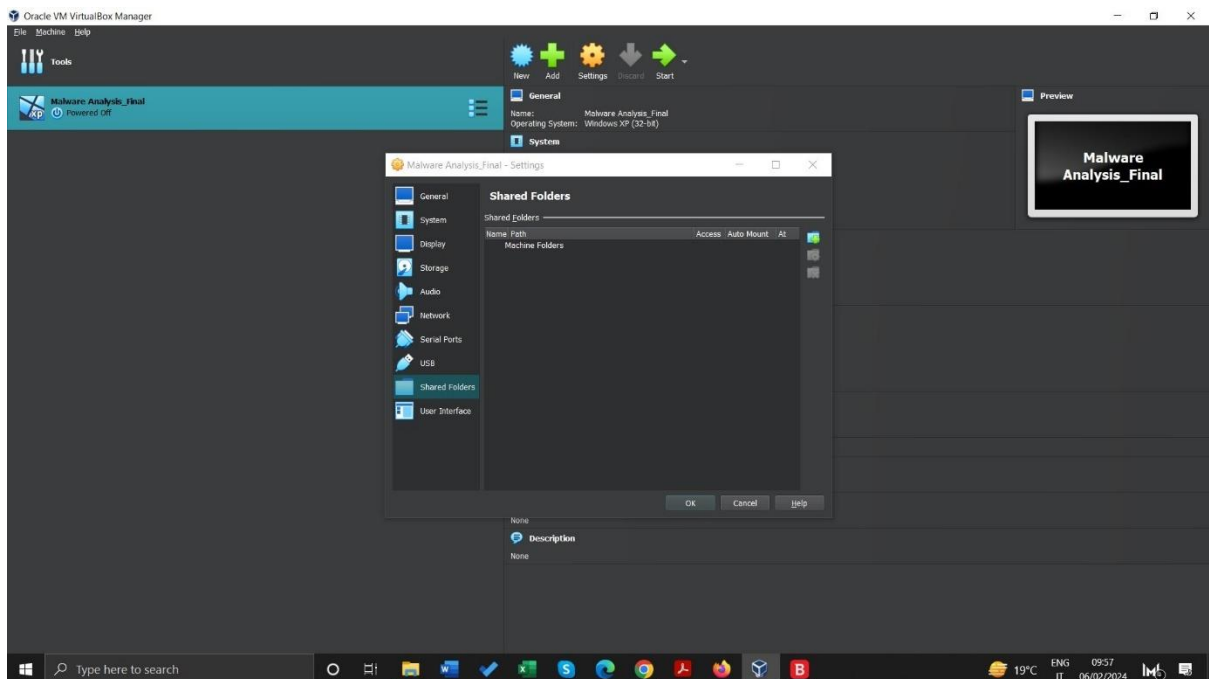 Oracle VM VirtualBox Manager
File Machine Help
Tools
New Add Settings Discard Start
Malware Analysis_Final
Powered Off
XP
General
Name: Malware Analysis_Final
Operating System: Windows XP (32-bit)
System
Preview
Malware
Analysis_Final
Malware Analysis_Final - Settings
General
System
Display
Storage
Audio
Network
Serial Ports
USB
Shared Folders
User Interface
Shared Folders
Shared Folders
Name Path Access Auto Mount At
Machine Folders
OK Cancel Help
None
Description
None
Type here to search
19°C ENG 09:57
IT 06/02/2024